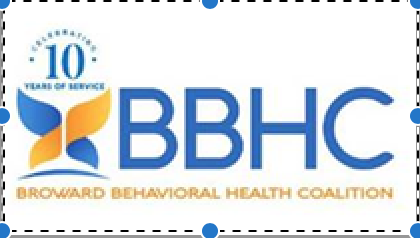 CELEBRATING
10
YEARS OF SERVICE
BBHC
BROWARD BEHAVIORAL HEALTH COALITION